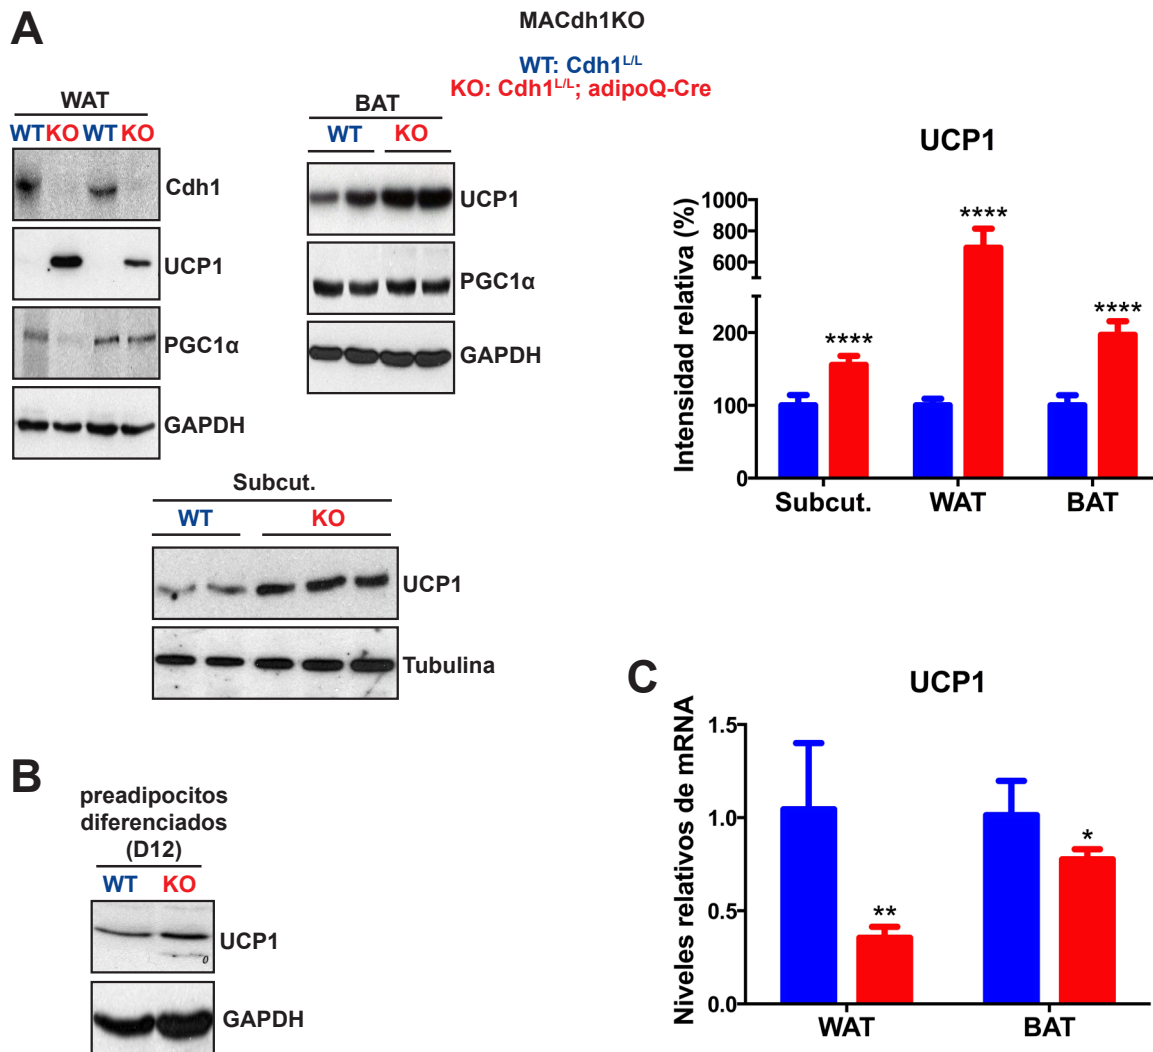 A
MACdh1KO
WT: Cdh1L/L
KO: Cdh1L/L; adipoQ-Cre
WAT
WT KO WT KO
Cdh1
UCP1
PGC1α
GAPDH
BAT
WT KO
UCP1
PGC1α
GAPDH
UCP1
Intensidad relativa (%)
1000
800
600
200
100
0
****
****
****
Subcut. WAT BAT
Subcut.
WT KO
UCP1
Tubulina
B
preadipocitos
diferenciados
(D12)
WT KO
UCP1
0
GAPDH
C
UCP1
Niveles relativos de mRNA
1.5
1.0
0.5
0.0
**
*
WAT BAT